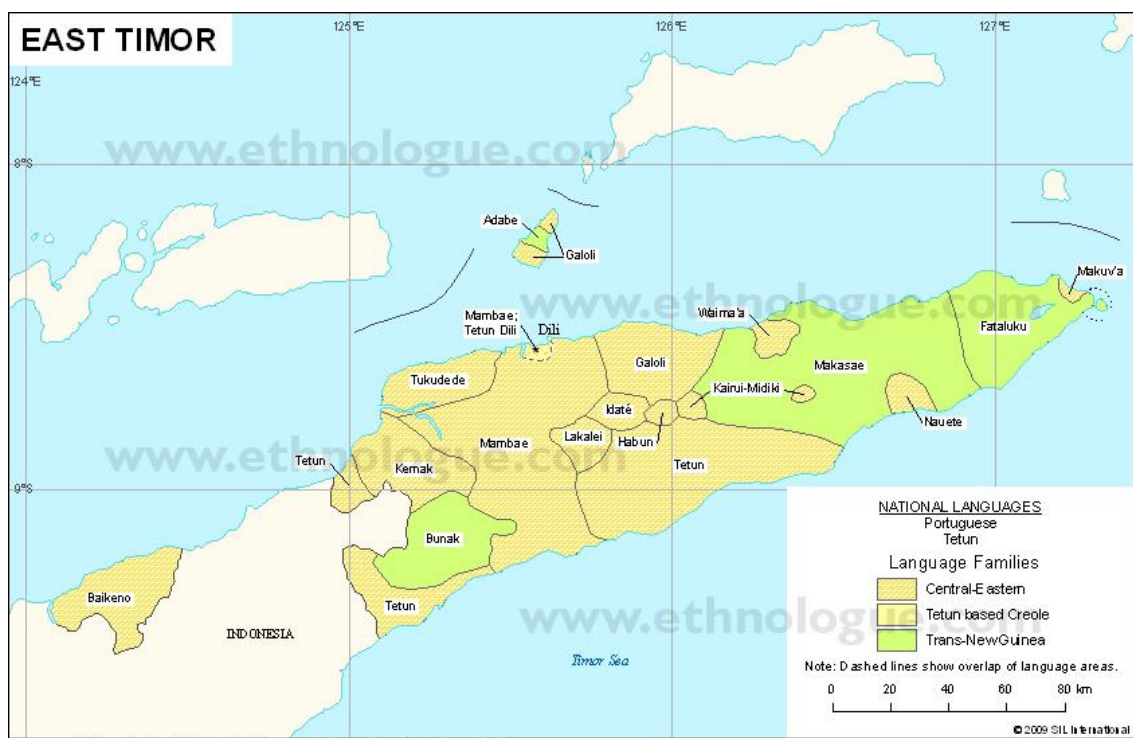 EAST TIMOR
124°E
125°E
126°E
127°E
8°S
9°S
www.ethnologue.com
www.ethnologue.com
www.ethnologue.com
www.ethnologue.com
Adabe
Galoli
Makuv'a
Waima'a
Mambae;
Tetun Dili
Dili
Fataluku
Galoli
Makasae
Tukudede
Kairui-Midiki
Idaté
Nauete
Lakalei
Habun
Mambae
Tetun
Kemak
Tetun
Bunak
Baikeno
Tetun
INDONESIA
Timor Sea
NATIONAL LANGUAGES
Portuguese
Tetun
Language Families
Central-Eastern
Tetun based Creole
Trans-New Guinea
Note: Dashed lines show overlap of language areas.
0 20 40 60 80 km
© 2009 SIL International